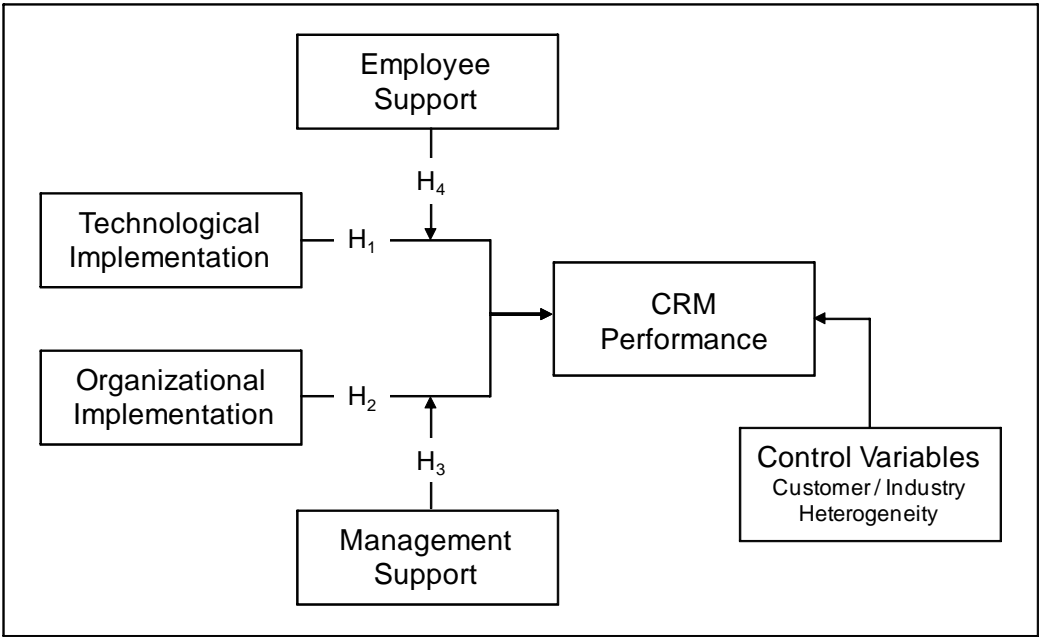 Employee
Support
H₄
Technological
Implementation
H₁
CRM
Performance
Organizational
Implementation
H₂
H₃
Control Variables
Customer / Industry
Heterogeneity
Management
Support